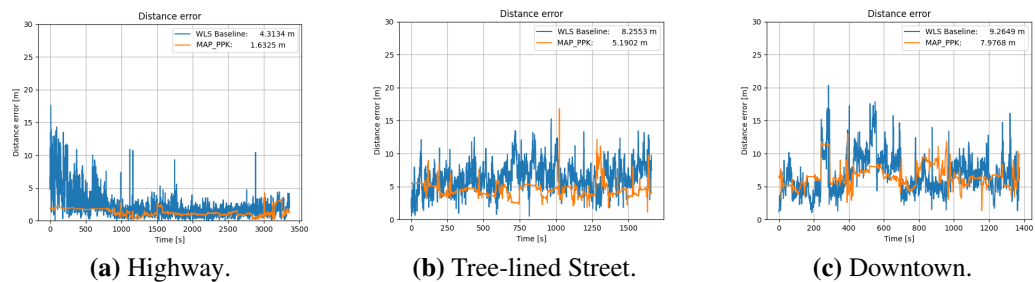 Distance error
WLS Baseline: 4.3134 m
MAP_PPK: 1.6325 m
Distance error [m]
30
25
20
15
10
5
0
0 500 1000 1500 2000 2500 3000 3500
Time [s]
(a) Highway.
Distance error
WLS Baseline: 8.2553 m
MAP_PPK: 5.1902 m
Distance error [m]
30
25
20
15
10
5
0
0 250 500 750 1000 1250 1500
Time [s]
(b) Tree-lined Street.
Distance error
WLS Baseline: 9.2649 m
MAP_PPK: 7.9768 m
Distance error [m]
30
25
20
15
10
5
0
0 200 400 600 800 1000 1200 1400
Time [s]
(c) Downtown.